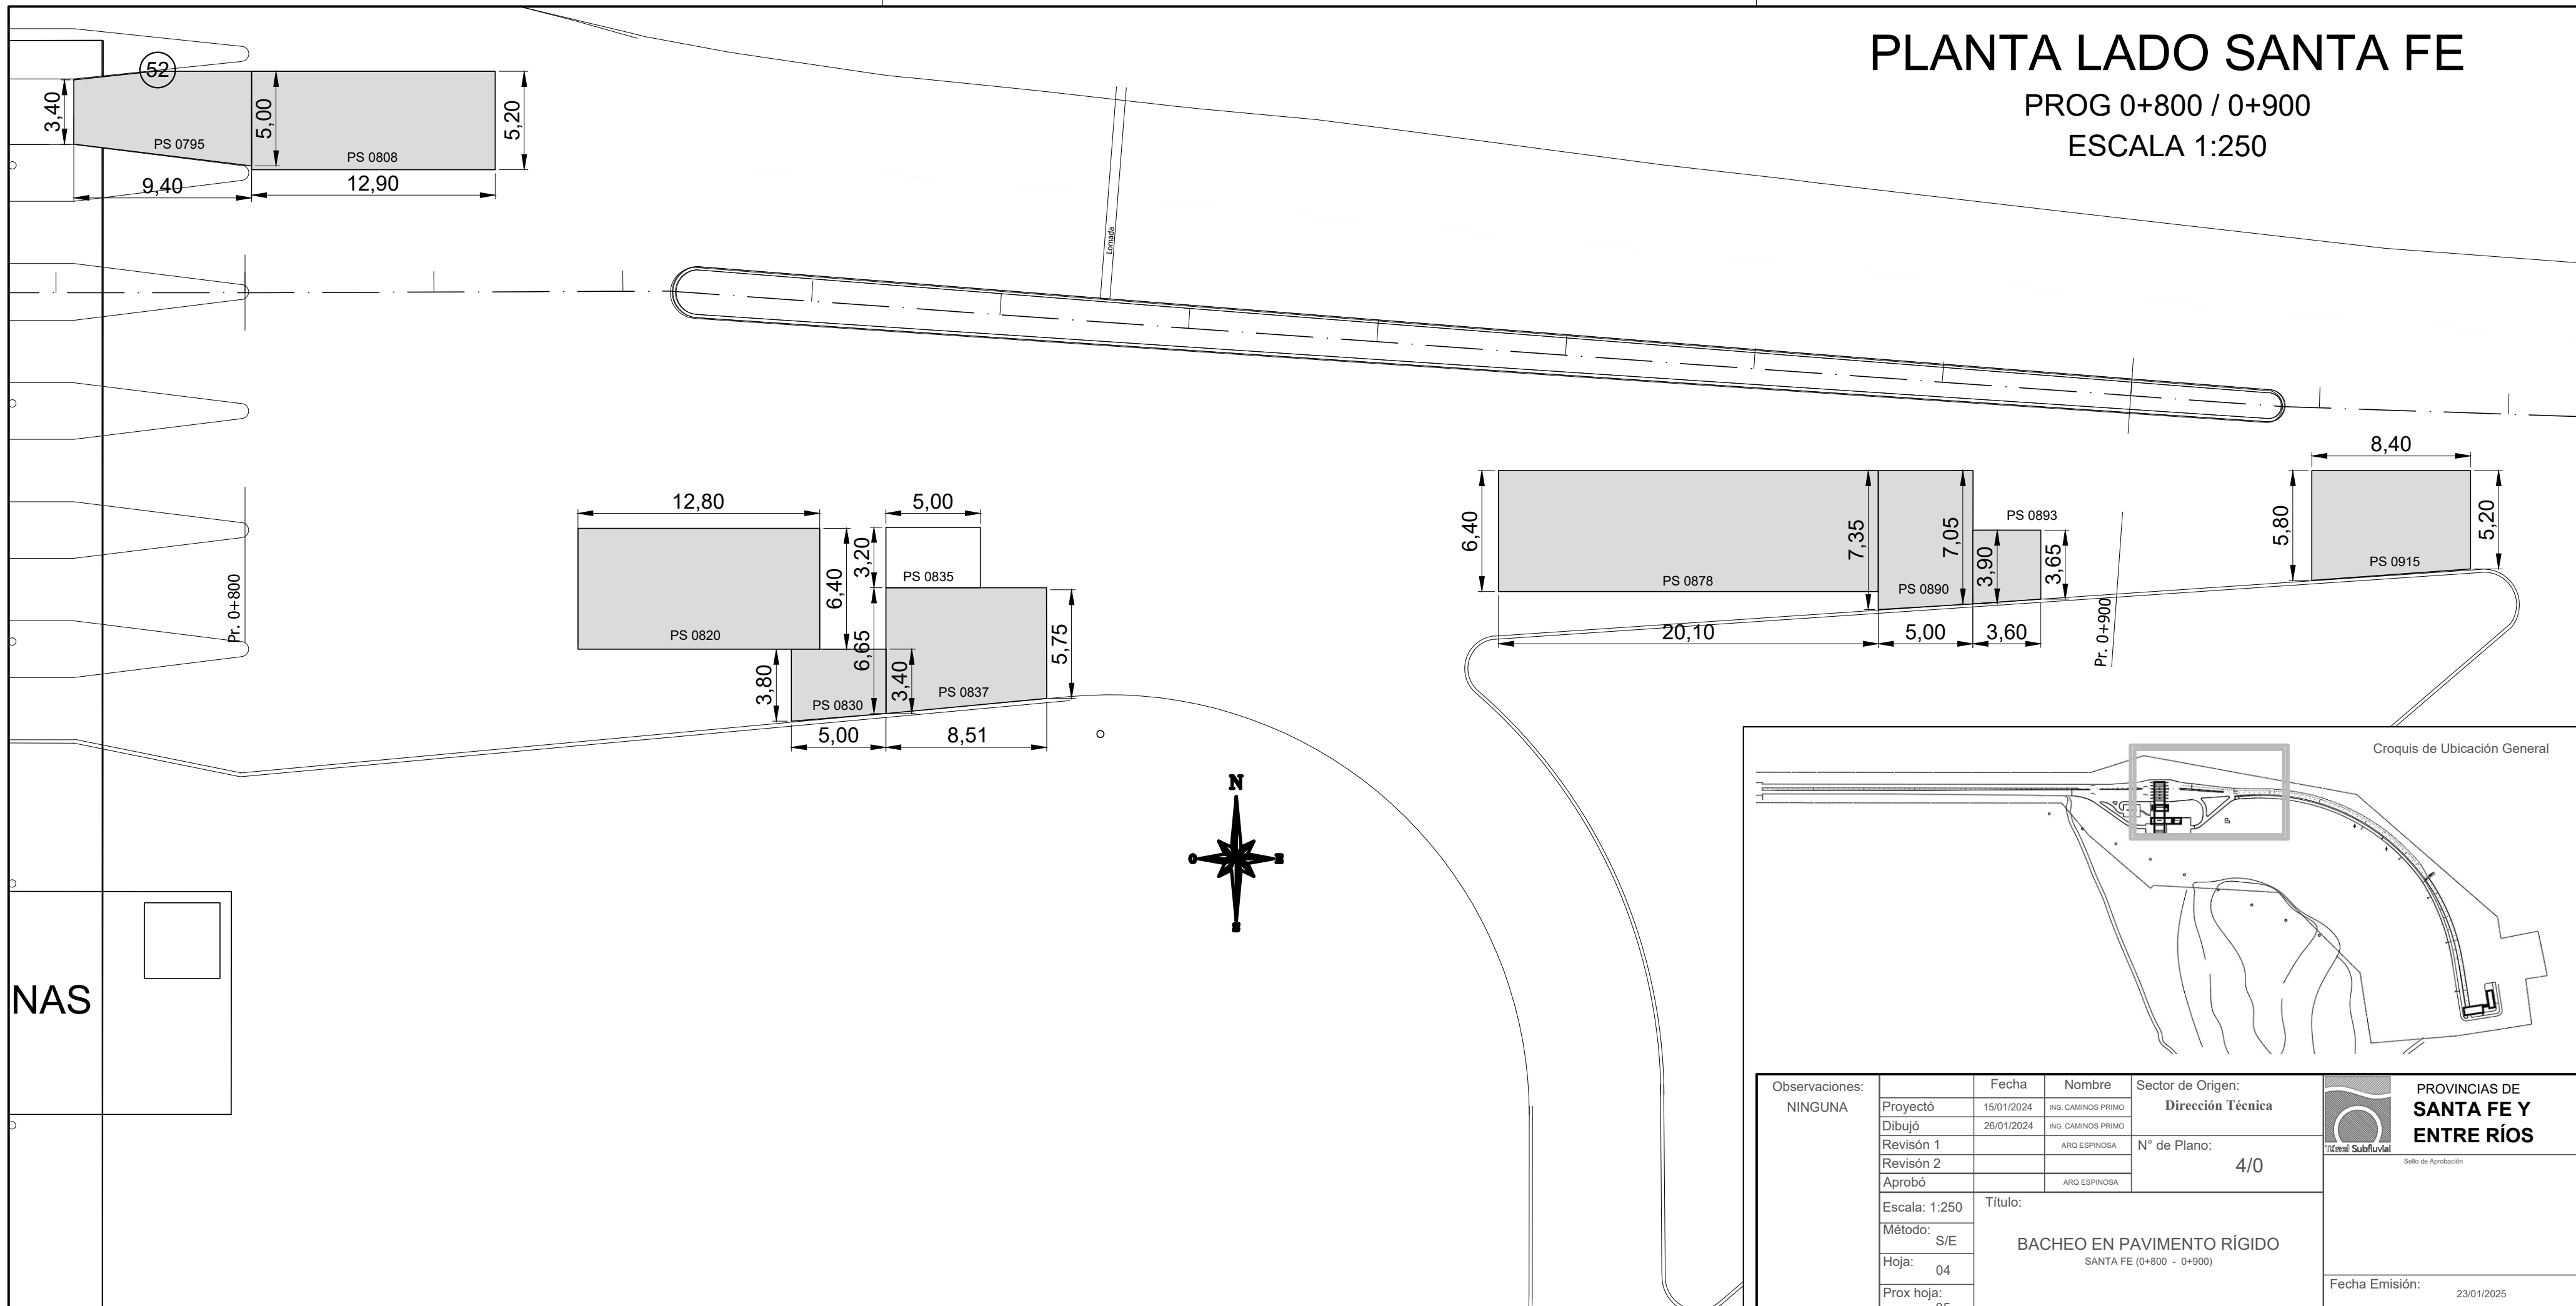 PLANTA LADO SANTA FE
PROG 0+800 / 0+900
ESCALA 1:250
52
3,40
5,00
5,20
PS 0795
PS 0808
9,40
12,90
Lomada
Pr. 0+800
12,80
5,00
3,20
6,40
PS 0835
PS 0820
6,65
5,75
3,80
3,40
PS 0830
PS 0837
5,00
8,51
8,40
6,40
7,35
7,05
PS 0893
3,90
3,65
5,80
5,20
PS 0878
PS 0890
PS 0915
20,10
5,00
3,60
Pr. 0+900
N
O
E
S
NAS
Croquis de Ubicación General
Observaciones:
NINGUNA
Fecha
Nombre
Proyectó
15/01/2024
ING. CAMINOS PRIMO
Dibujó
26/01/2024
ING. CAMINOS PRIMO
Revisón 1
ARQ ESPINOSA
Revisón 2
Aprobó
ARQ ESPINOSA
Sector de Origen:
Dirección Técnica
N° de Plano:
4/0
Escala: 1:250
Método:
S/E
Hoja:
04
Prox hoja:
05
Título:
BACHEO EN PAVIMENTO RÍGIDO
SANTA FE (0+800 - 0+900)
Túnel Subfluvial
PROVINCIAS DE
SANTA FE Y
ENTRE RÍOS
Sello de Aprobación
Fecha Emisión:
23/01/2025